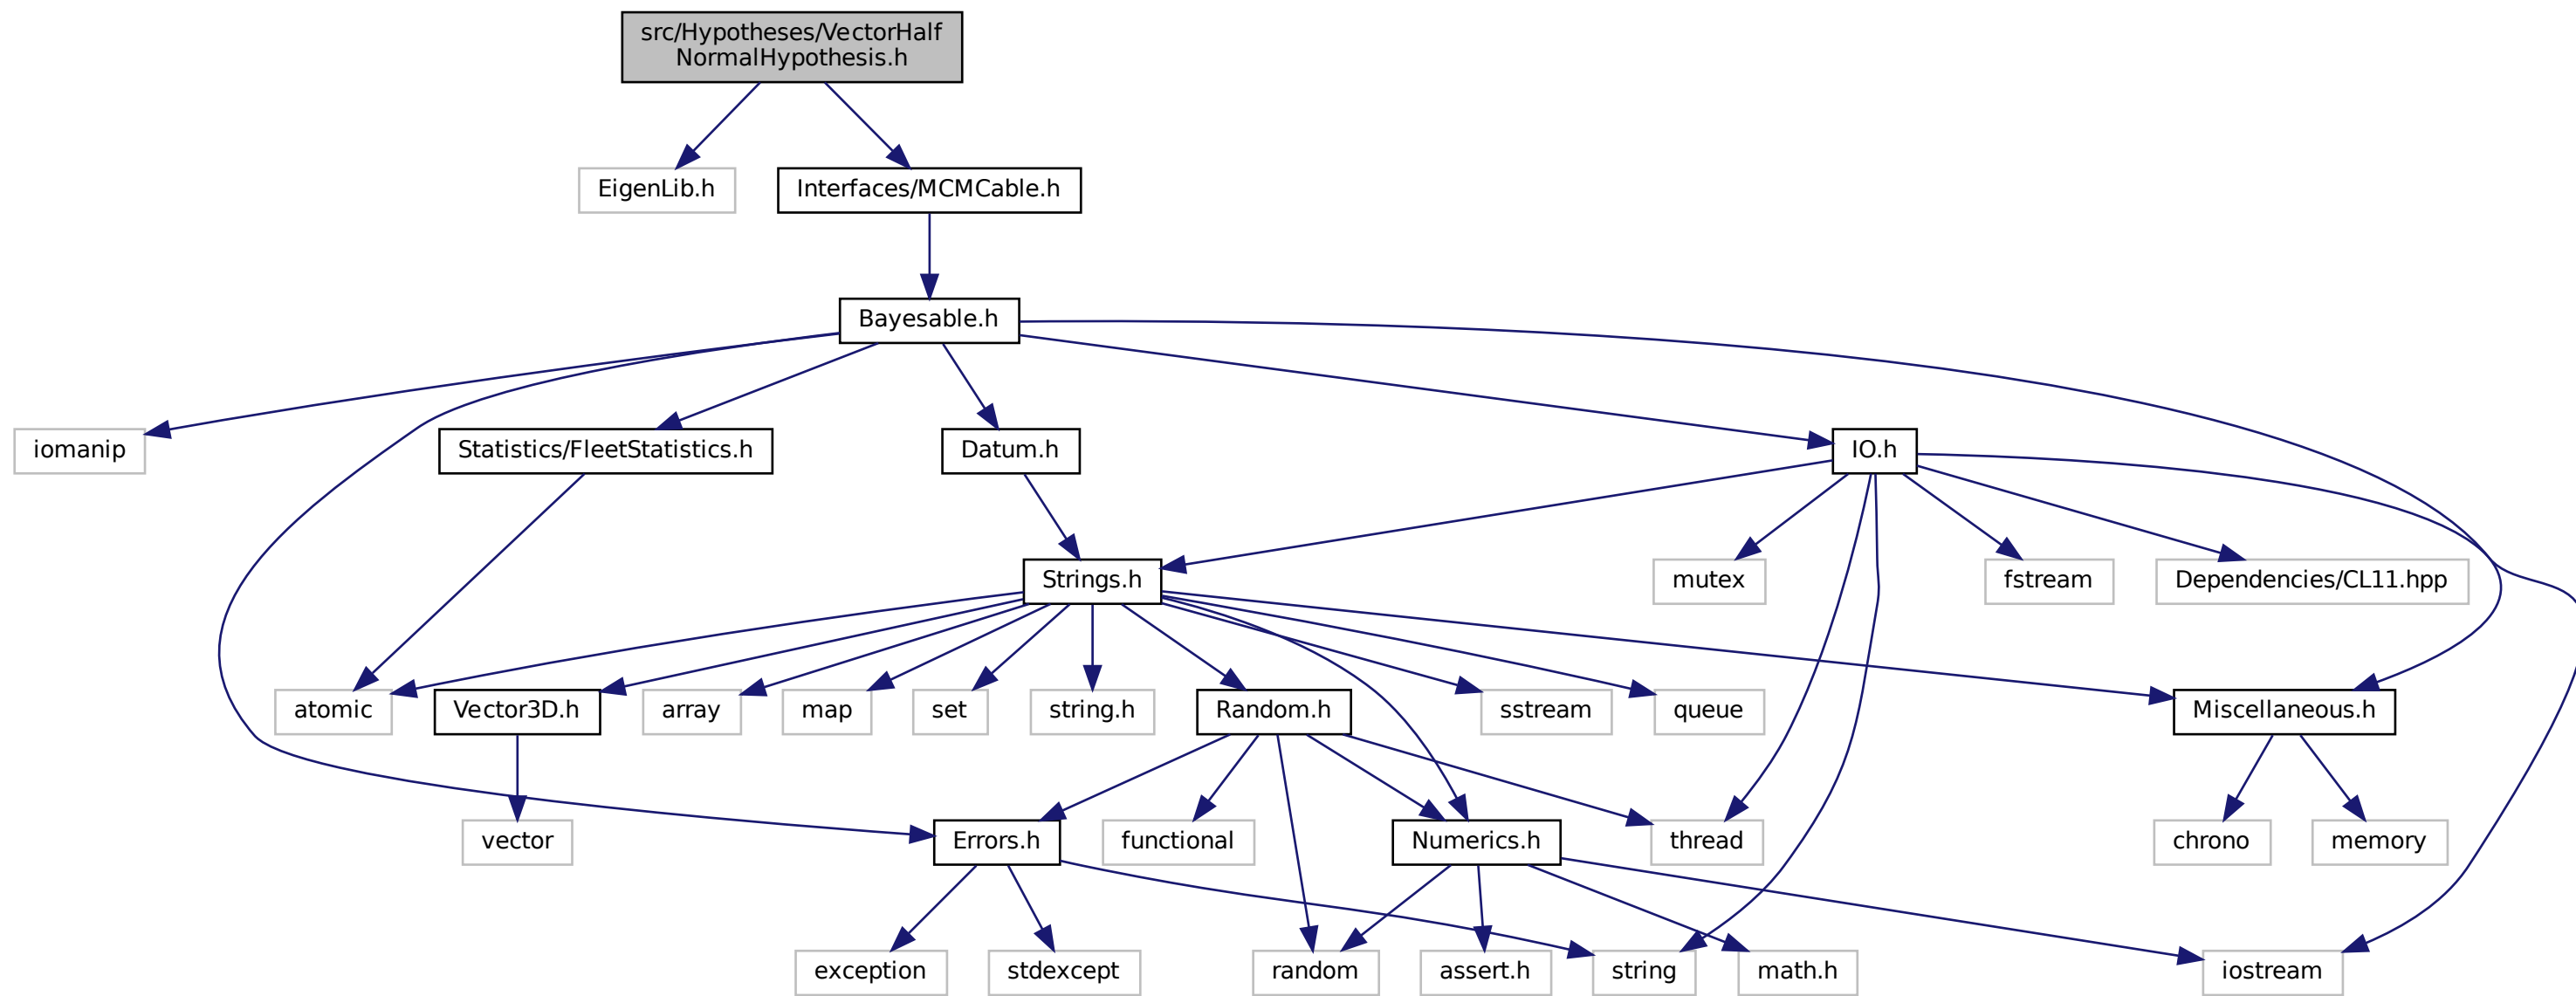 src/Hypotheses/VectorHalf
NormalHypothesis.h
EigenLib.h
Interfaces/MCMCable.h
Bayesable.h
iomanip
Statistics/FleetStatistics.h
Datum.h
IO.h
Strings.h
mutex
fstream
Dependencies/CL11.hpp
atomic
Vector3D.h
array
map
set
string.h
Random.h
sstream
queue
Miscellaneous.h
vector
Errors.h
functional
Numerics.h
thread
chrono
memory
exception
stdexcept
random
assert.h
string
math.h
iostream